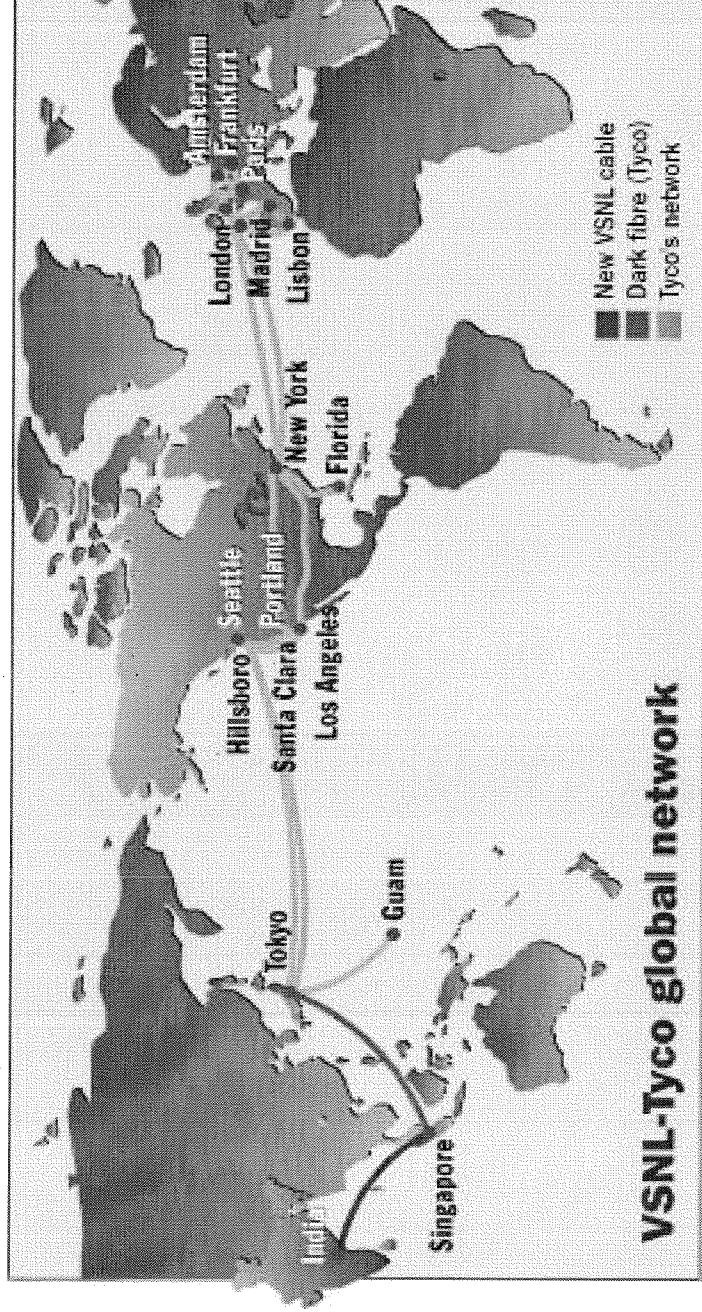 Amsterdam
Frankfurt
Paris
London
Madrid
Lisbon
New York
Florida
Seattle
Portland
Hillsboro
Santa Clara
Los Angeles
Tokyo
Guam
India
Singapore
New VSNL cable
Dark fibre (Tyco)
Tyco's network
VSNL-Tyco global network